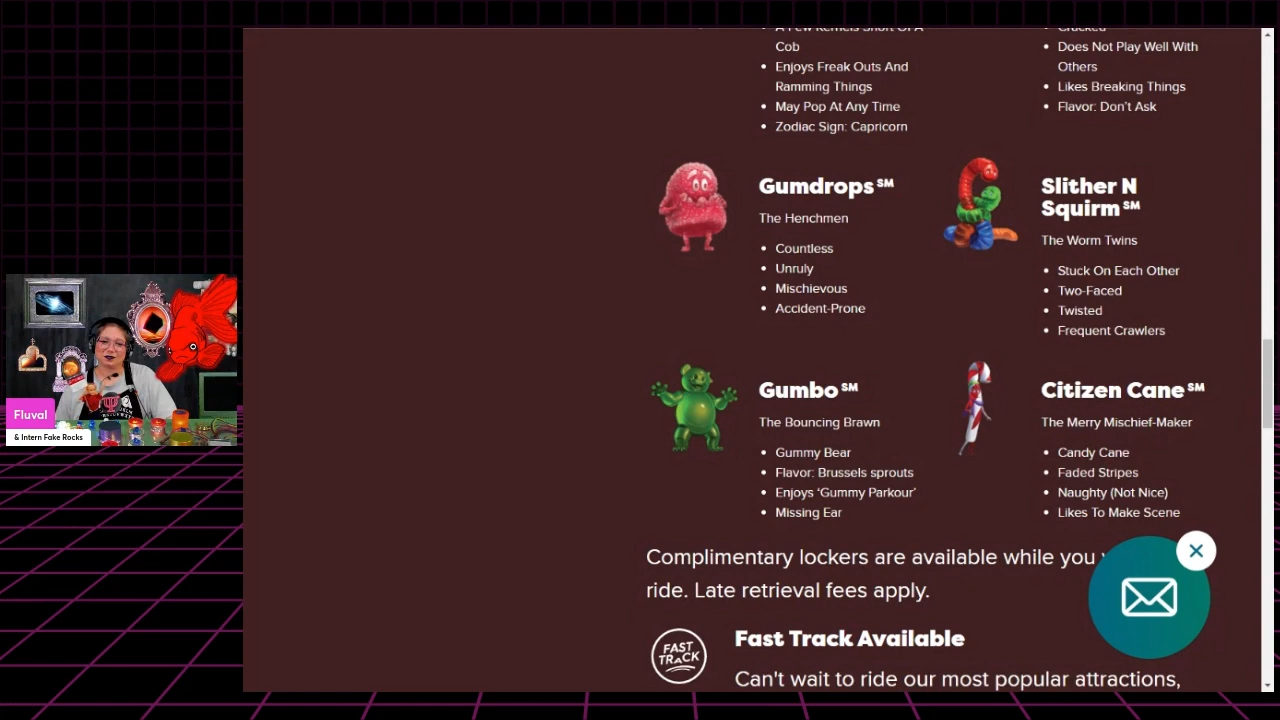 A Few Kernels Short Of A
Cob
Enjoys Freak Outs And
Ramming Things
May Pop At Any Time
Zodiac Sign: Capricorn
Cracked
Does Not Play Well With
Others
Likes Breaking Things
Flavor: Don't Ask
Gumdrops℠
The Henchmen
Countless
Unruly
Mischievous
Accident-Prone
Slither N
Squirm℠
The Worm Twins
Stuck On Each Other
Two-Faced
Twisted
Frequent Crawlers
Gumbo℠
The Bouncing Brawn
Gummy Bear
Flavor: Brussels sprouts
Enjoys ‘Gummy Parkour’
Missing Ear
Citizen Cane℠
The Merry Mischief-Maker
Candy Cane
Faded Stripes
Naughty (Not Nice)
Likes To Make Scene
Complimentary lockers are available while you
ride. Late retrieval fees apply.
FAST
TRACK
Fast Track Available
Can't wait to ride our most popular attractions,
Fluval
& Intern Fake Rocks